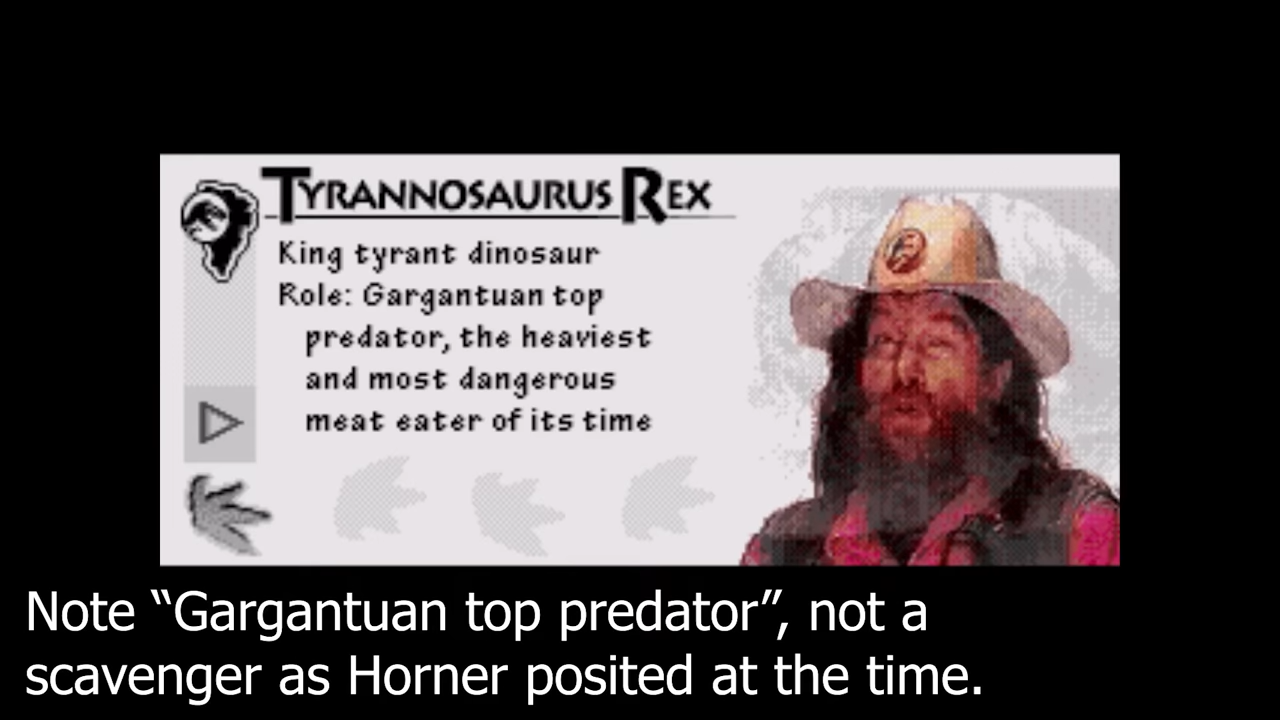 TYRANNOSAURUS REX
King tyrant dinosaur
Role: Gargantuan top
predator, the heaviest
and most dangerous
meat eater of its time
Note “Gargantuan top predator”, not a
scavenger as Horner posited at the time.